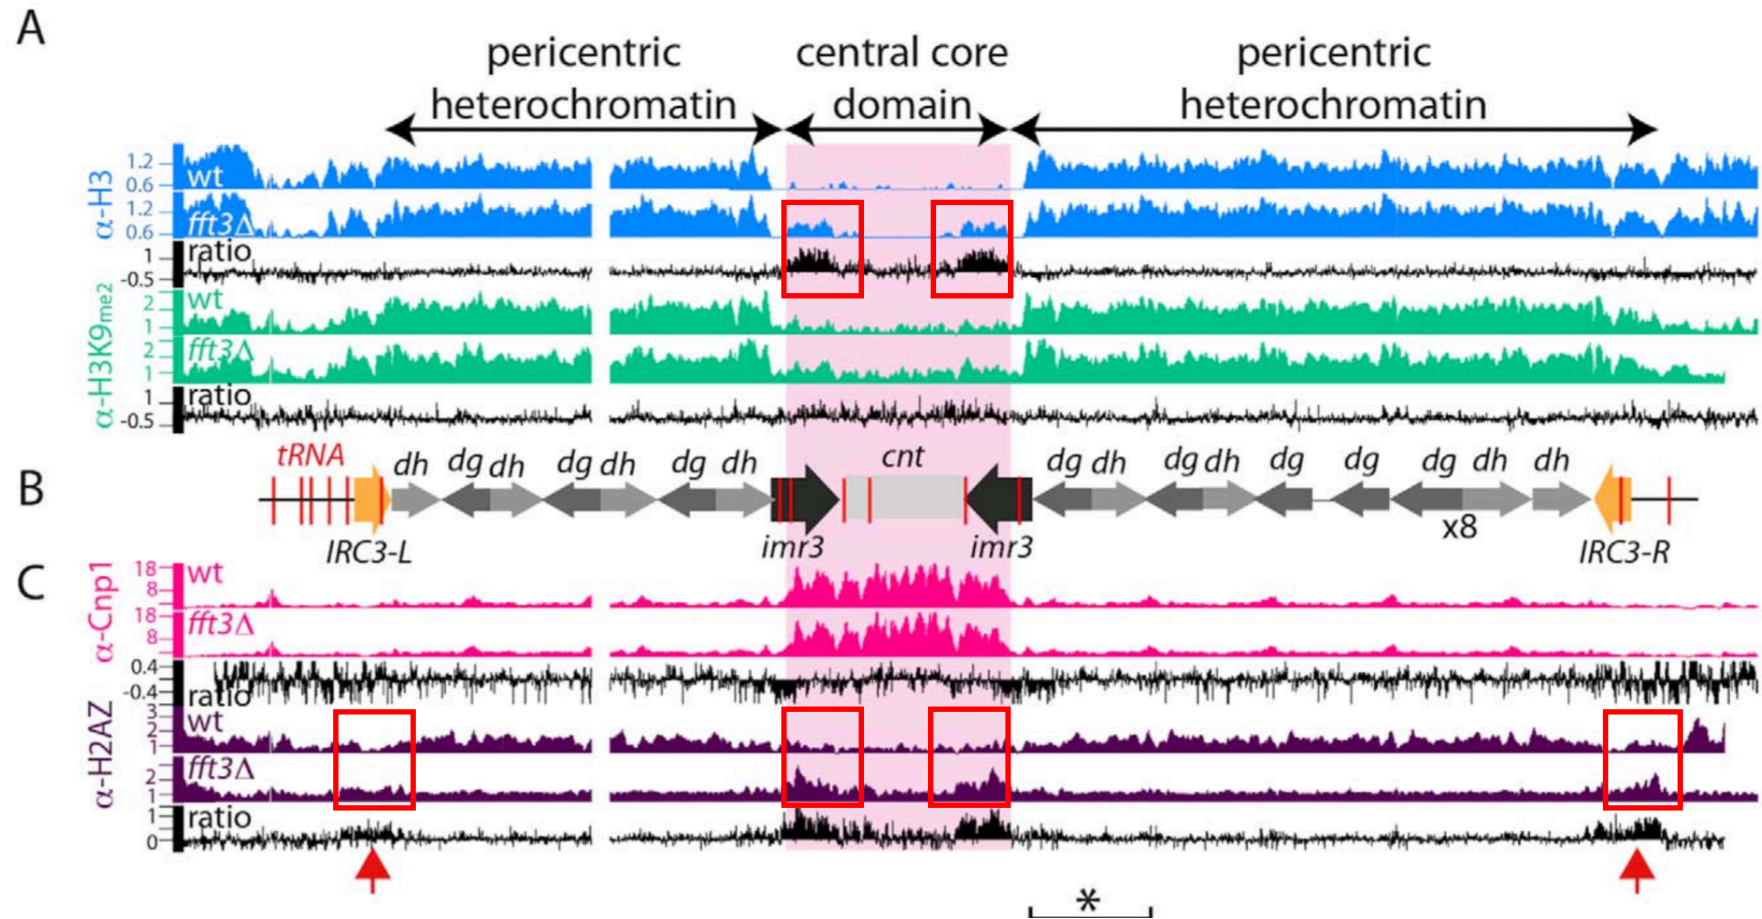 A
pericentric heterochromatin
central core domain
pericentric heterochromatin
α-H3
1.2
0.6
wt
1.2
0.6
fft3Δ
1
-0.5
ratio
α-H3K9me2
2
1
wt
2
1
fft3Δ
1
-0.5
ratio
B
tRNA
dh dg dh dg dh dg dh cnt dg dh dg dh dg dg dg dh dh
x8
IRC3-L imr3 imr3 IRC3-R
C
α-Cnp1
18
8
wt
18
8
fft3Δ
0.4
-0.4
ratio
α-H2AZ
3
2
1
wt
2
1
fft3Δ
1
0
ratio
*